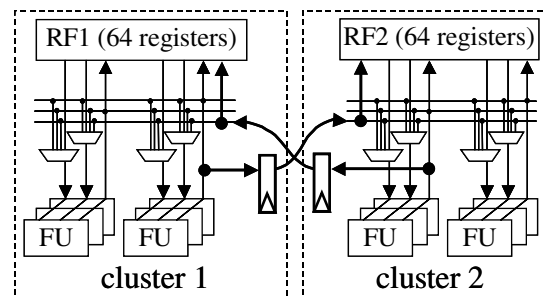 RF1 (64 registers)
RF2 (64 registers)
FU
FU
FU
FU
cluster 1
cluster 2